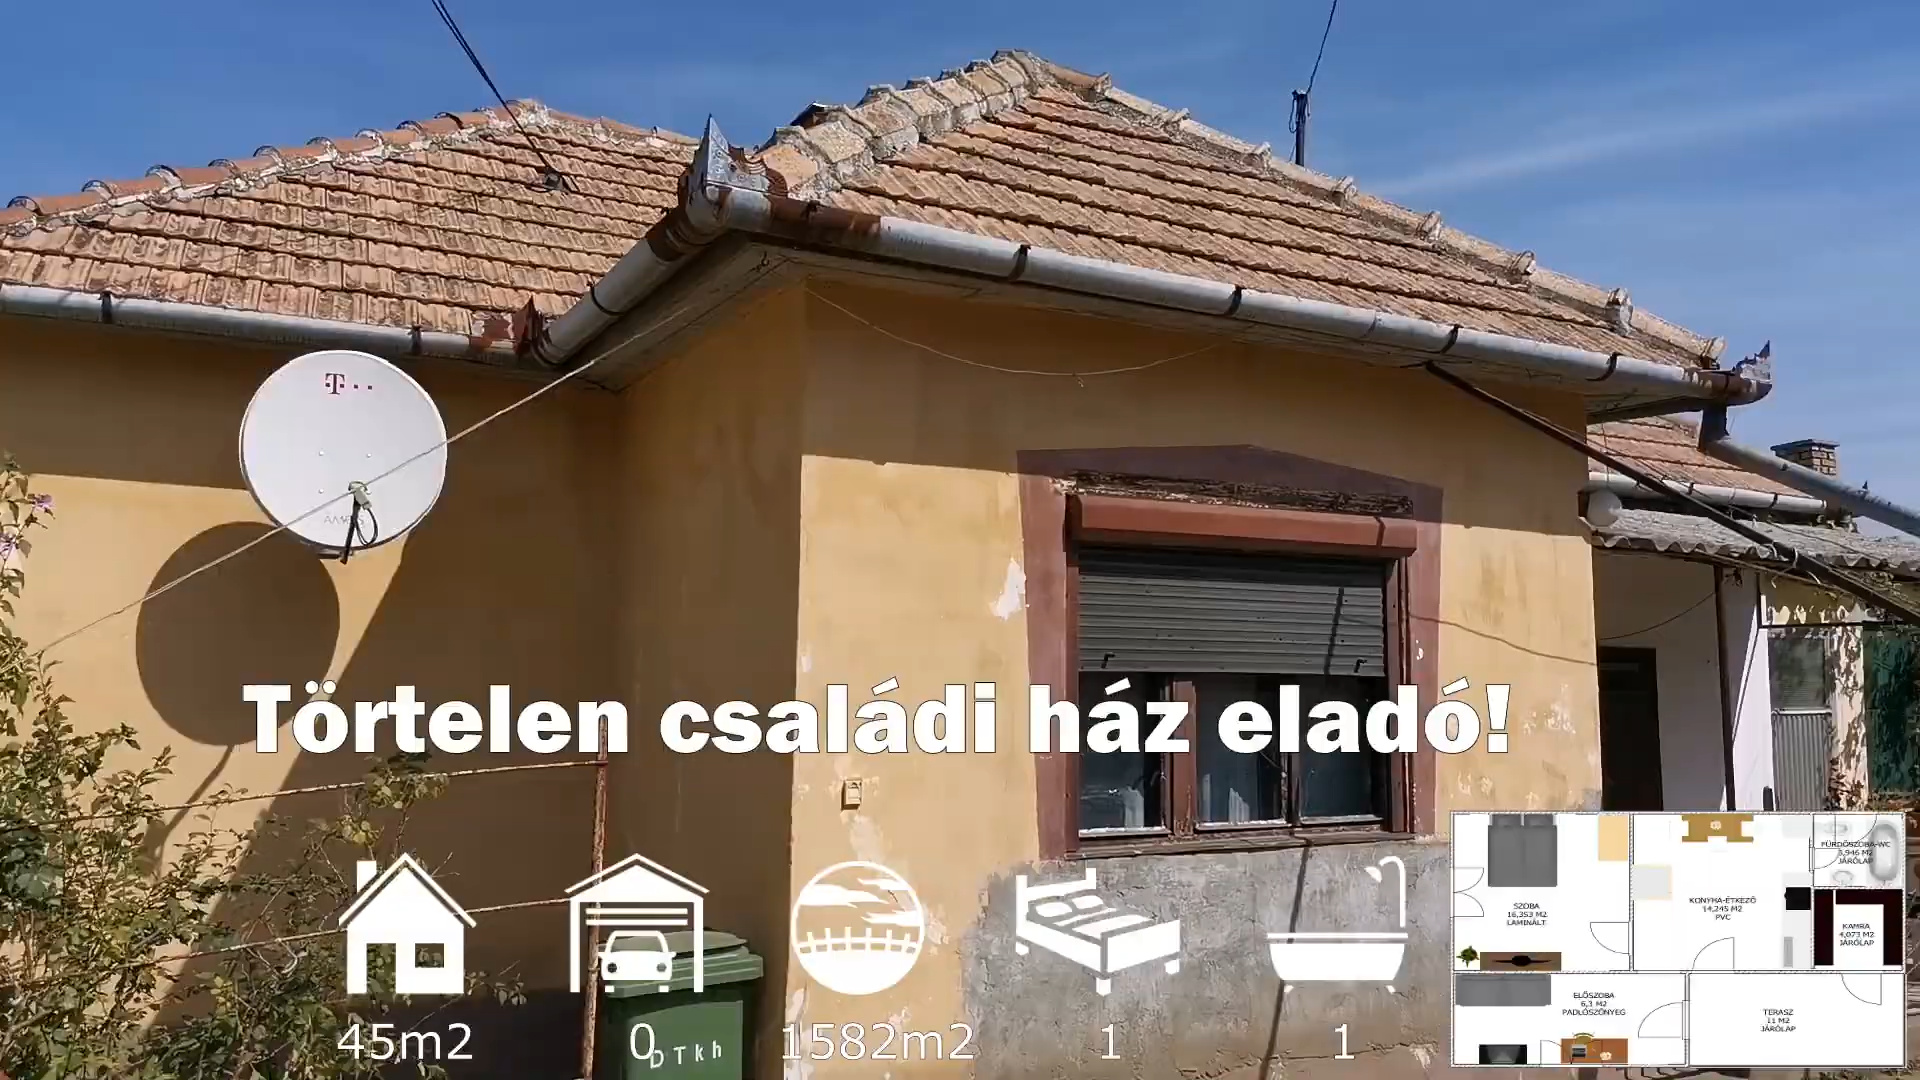 T
AMOS
Törtelen családi ház eladó!
45m2
0
1582m2
1
1
DTkh
SZOBA
16,353 M2
LAMINÁLT
KONYHA-ÉTKEZŐ
14,245 M2
PVC
FÜRDŐSZOBA-WC
3,946 M2
JÁRÓLAP
KAMRA
4,073 M2
JÁRÓLAP
ELŐSZOBA
6,3 M2
PADLÓSZŐNYEG
TERASZ
11 M2
JÁRÓLAP